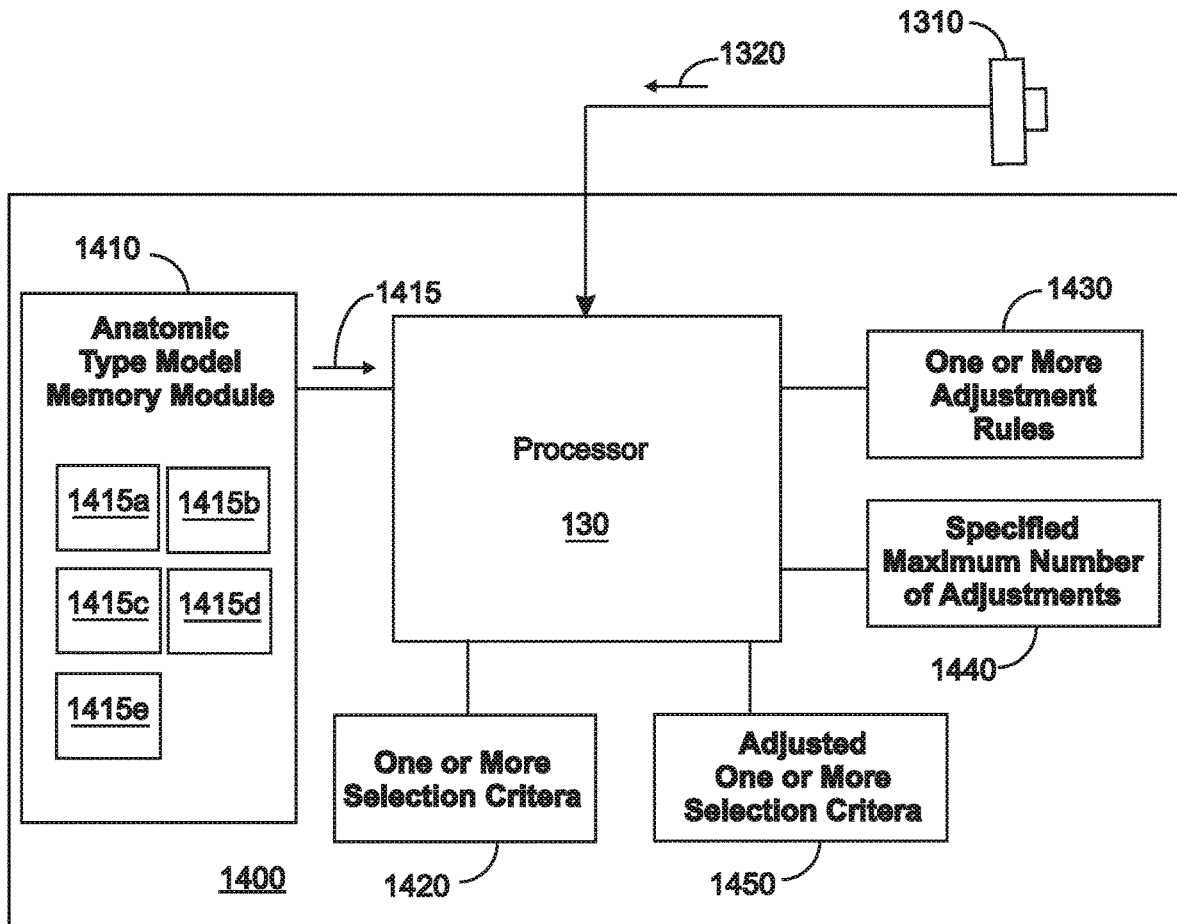 1310
1320
1410
1415
1430
Anatomic
Type Model
Memory Module
1415a
1415b
1415c
1415d
1415e
Processor
130
One or More
Adjustment
Rules
Specified
Maximum Number
of Adjustments
1440
One or More
Selection Critera
Adjusted
One or More
Selection Critera
1400
1420
1450